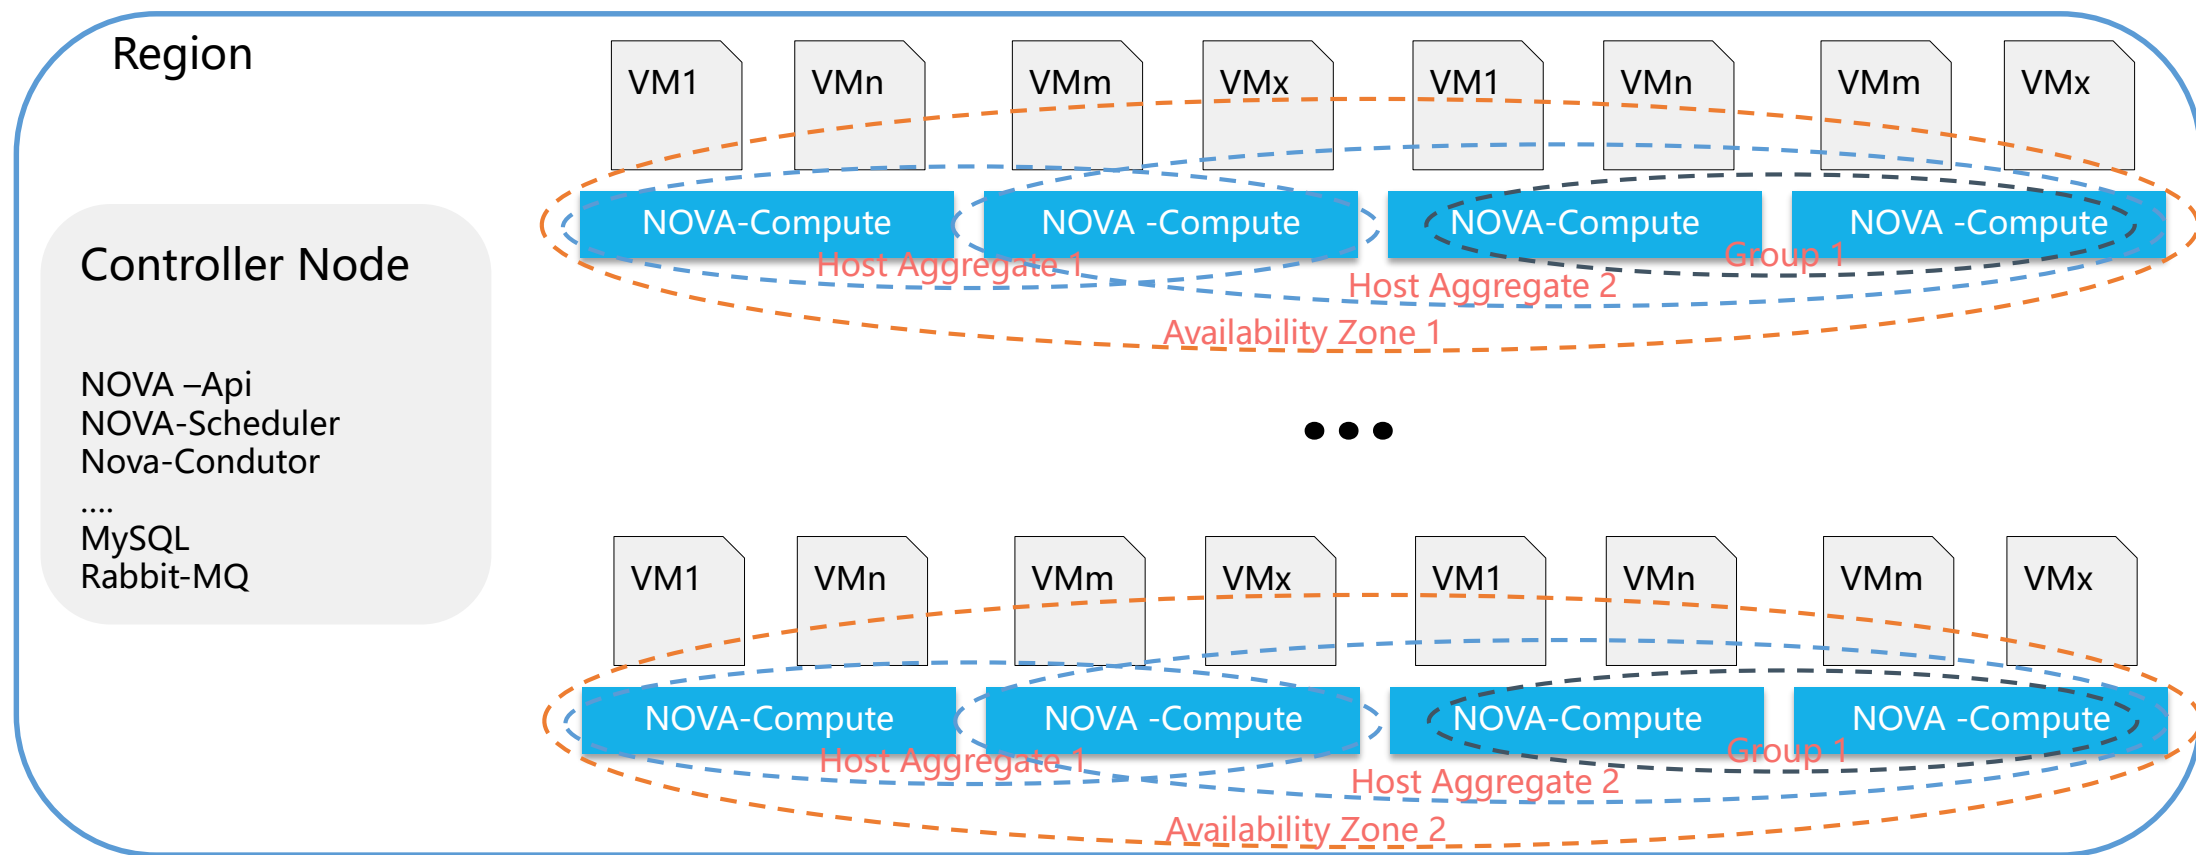 Region
VM1 VMn VMm VMx VM1 VMn VMm VMx
NOVA-Compute NOVA -Compute NOVA-Compute NOVA -Compute
Host Aggregate 1
Group 1
Host Aggregate 2
Availability Zone 1
Controller Node
NOVA –Api
NOVA-Scheduler
Nova-Condutor
....
MySQL
Rabbit-MQ
•••
VM1 VMn VMm VMx VM1 VMn VMm VMx
NOVA-Compute NOVA -Compute NOVA-Compute NOVA -Compute
Host Aggregate 1
Group 1
Host Aggregate 2
Availability Zone 2